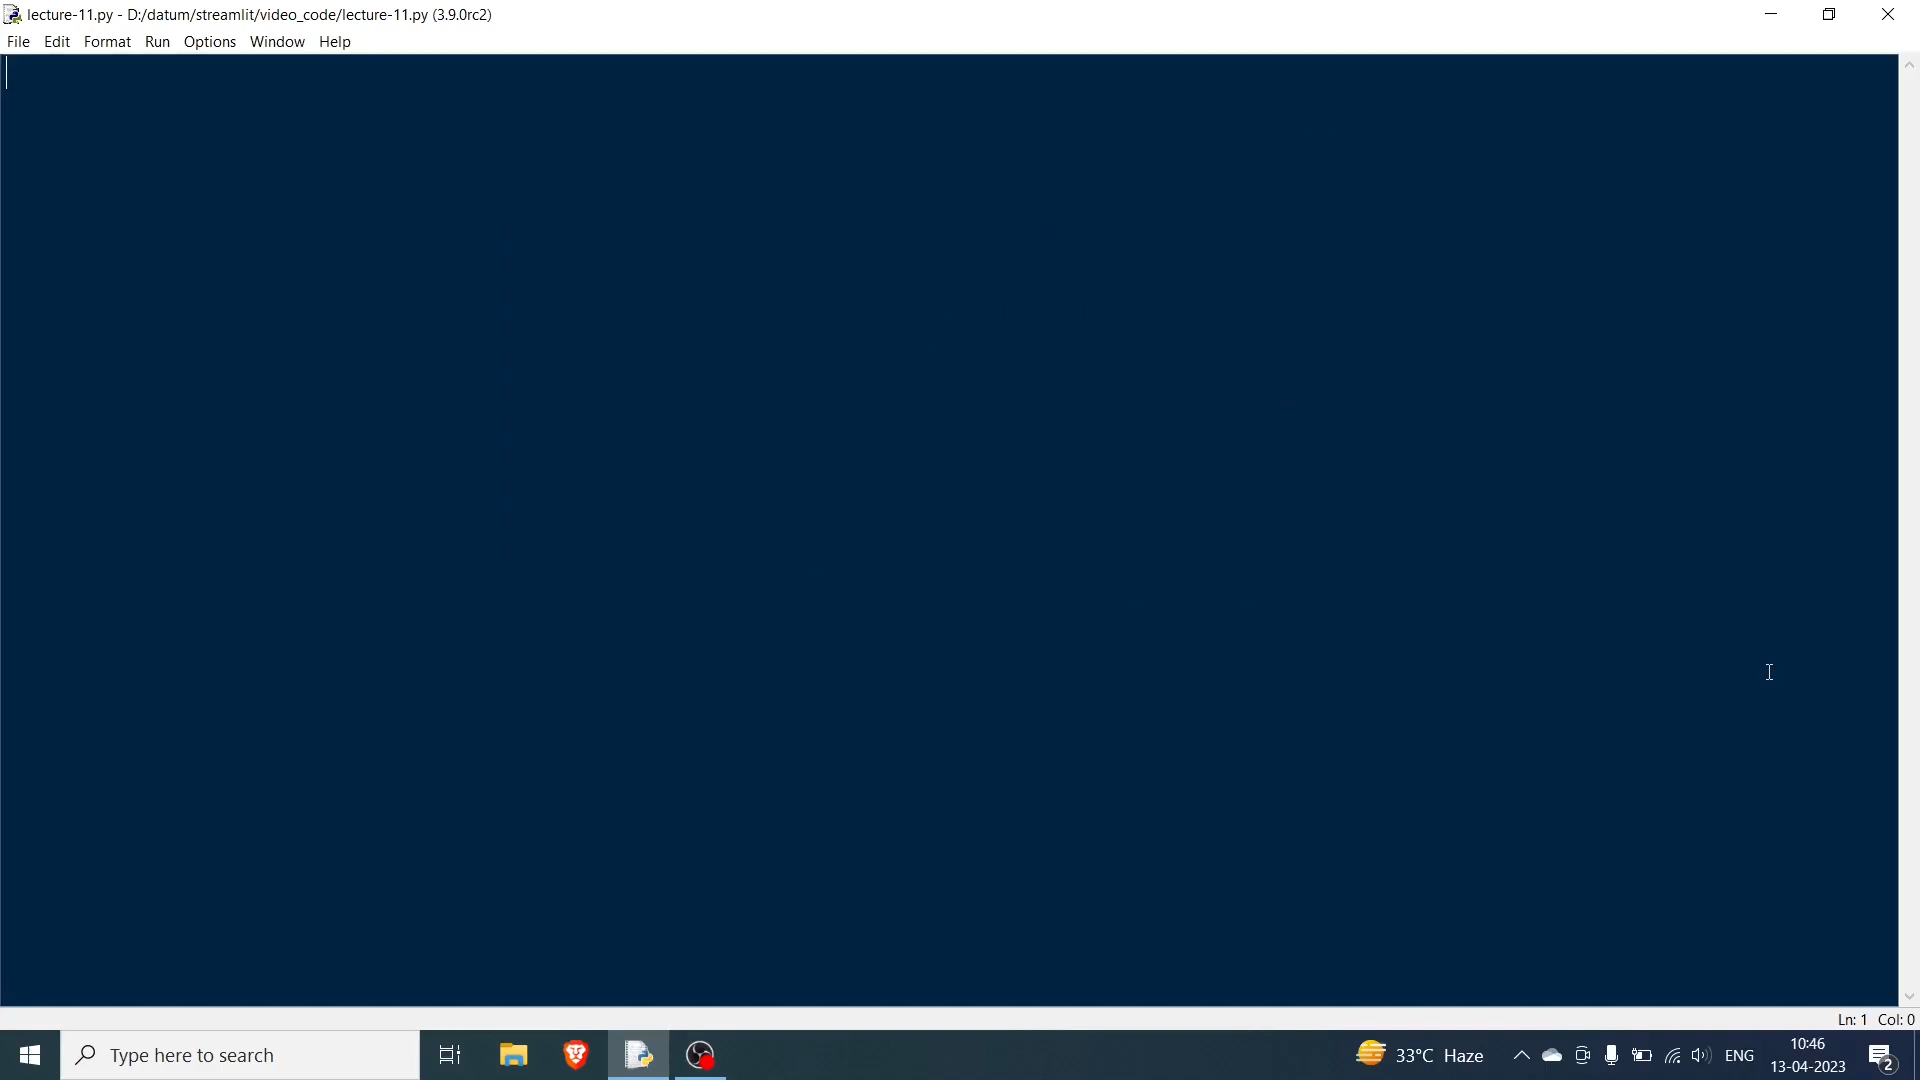 lecture-11.py - D:/datum/streamlit/video_code/lecture-11.py (3.9.0rc2)
File Edit Format Run Options Window Help
Ln: 1 Col: 0
Type here to search
33°C Haze
ENG
10:46
13-04-2023
2